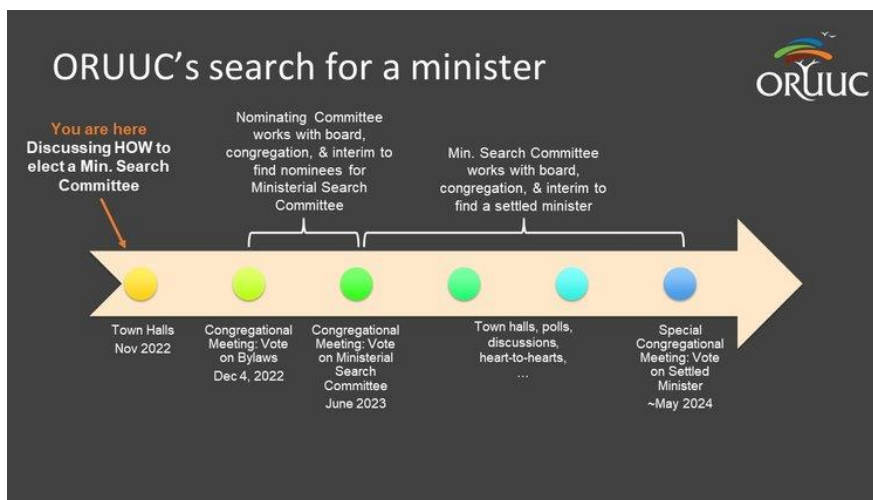 ORUUC's search for a minister
ORUUC
You are here
Discussing HOW to
elect a Min. Search
Committee
Nominating Committee
works with board,
congregation, & interim to
find nominees for
Ministerial Search
Committee
Min. Search Committee
works with board,
congregation, & interim to
find a settled minister
Town Halls
Nov 2022
Congregational
Meeting: Vote
on Bylaws
Dec 4, 2022
Congregational
Meeting: Vote
on Ministerial
Search
Committee
June 2023
Town halls, polls,
discussions,
heart-to-hearts,
...
Special
Congregational
Meeting: Vote
on Settled
Minister
~May 2024